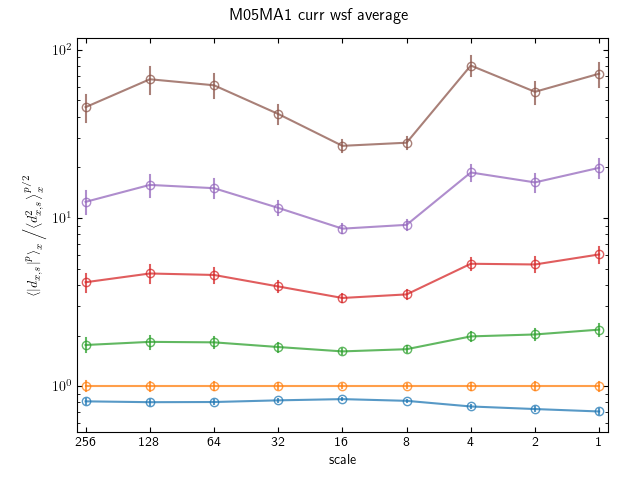 M05MA1 curr wsf average
10²
10¹
10⁰
⟨|d_{x,s}|^p⟩_x / ⟨d²_{x,s}⟩_x^{p/2}
256 128 64 32 16 8 4 2 1
scale